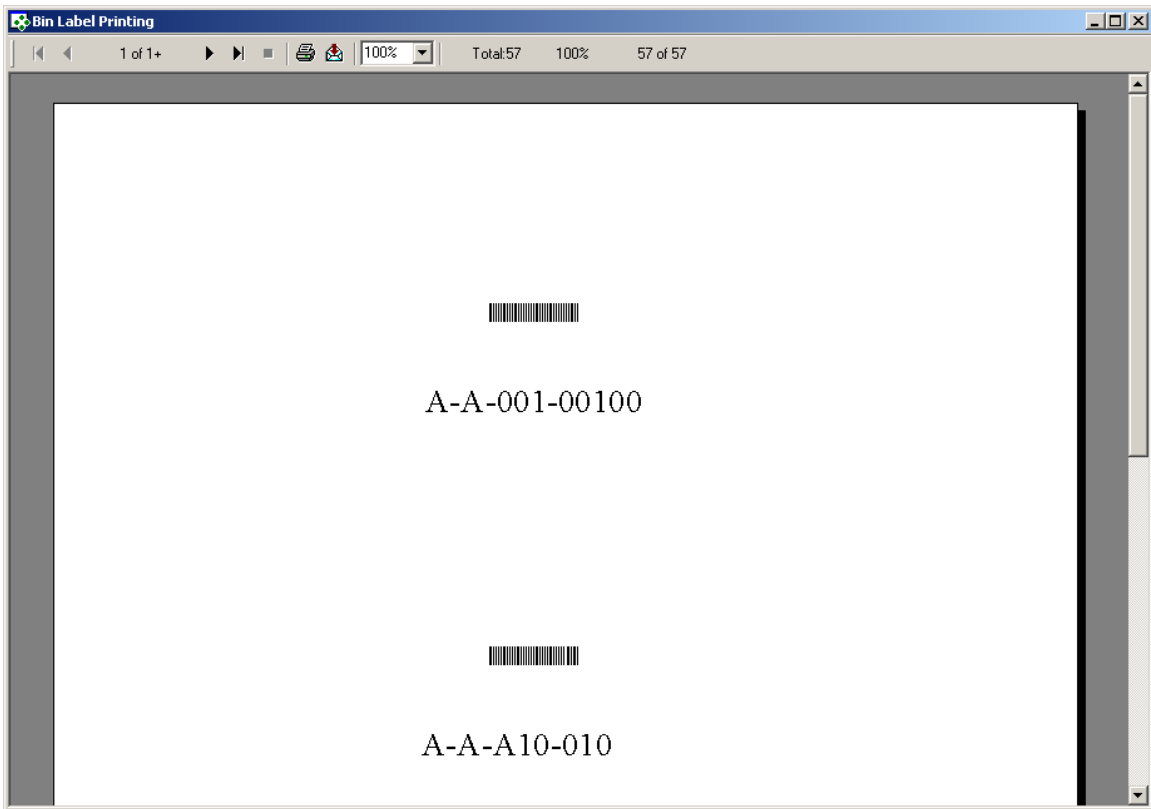 Bin Label Printing
1 of 1+ 100% Total:57 100% 57 of 57
A-A-001-00100
A-A-A10-010